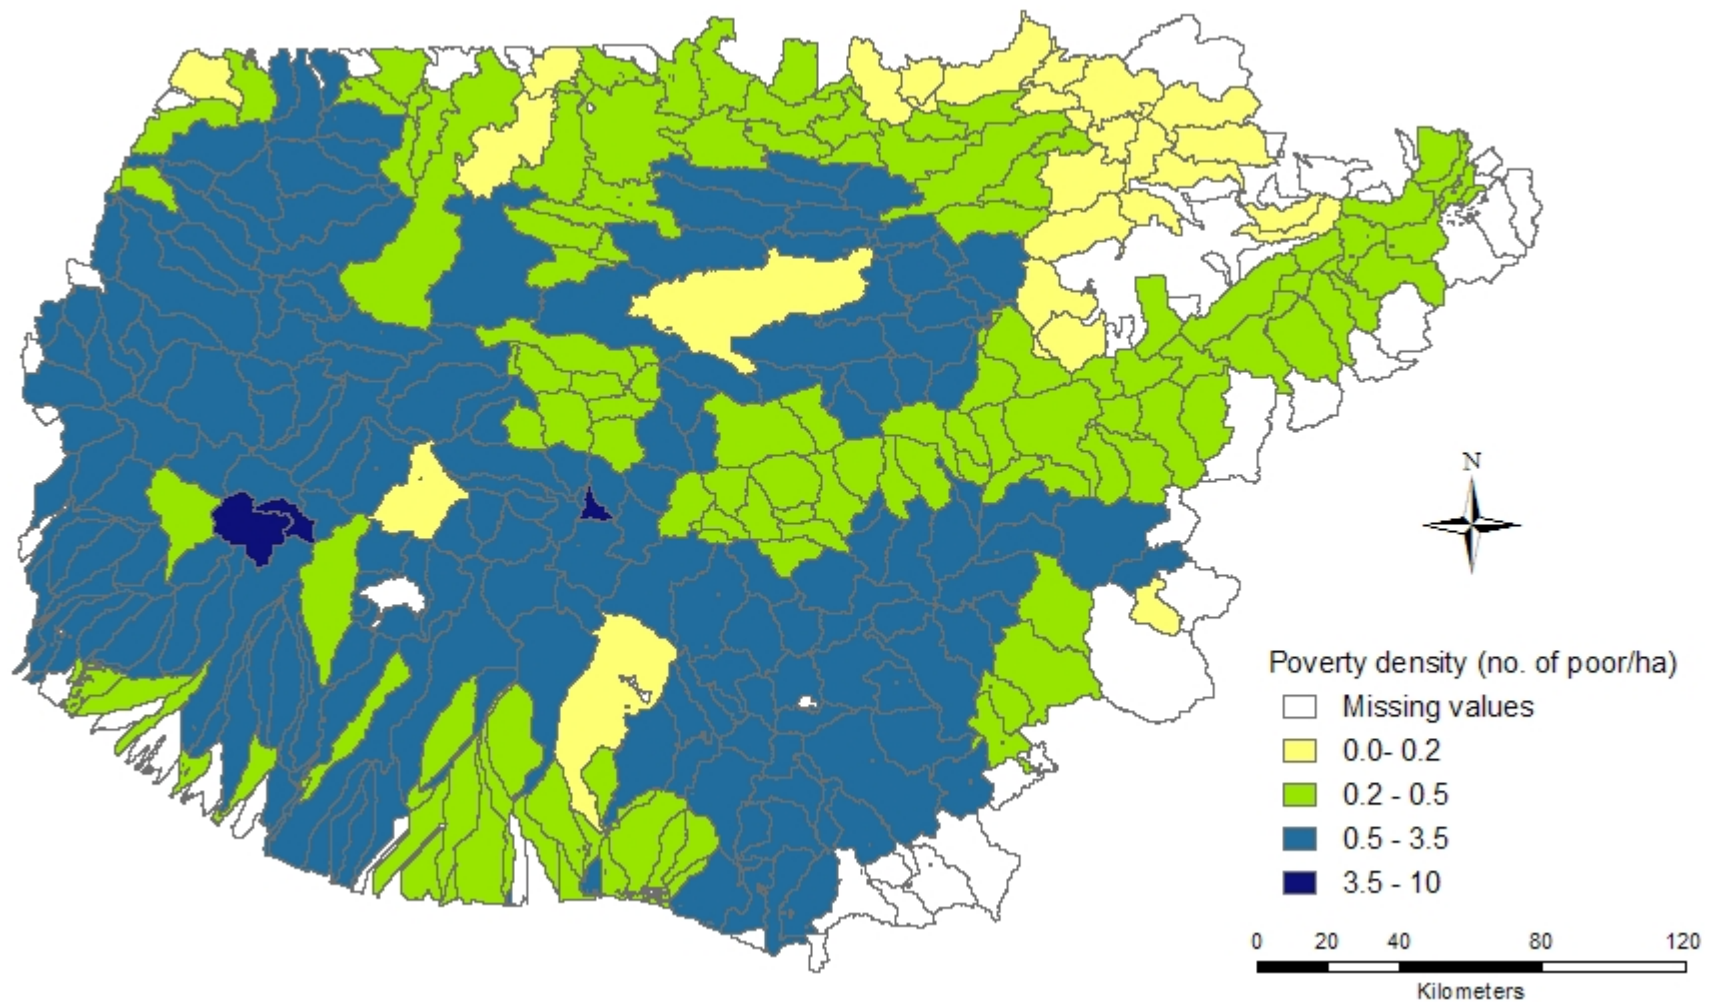 N
Poverty density (no. of poor/ha)
Missing values
0.0- 0.2
0.2 - 0.5
0.5 - 3.5
3.5 - 10
0 20 40 80 120
Kilometers